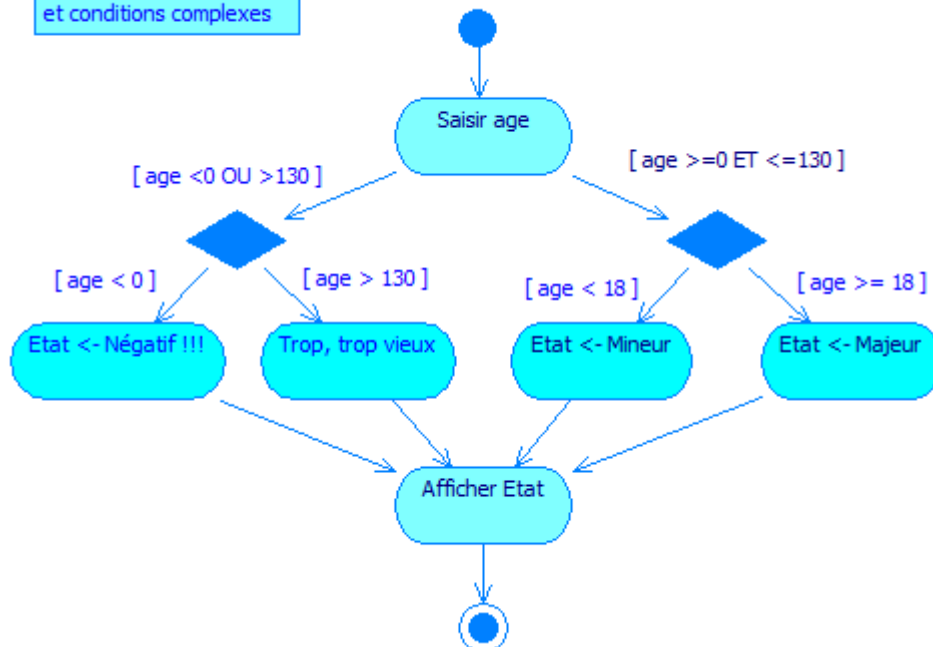 et conditions complexes
Saisir age
[ age <0 OU >130 ]
[ age >=0 ET <=130 ]
[ age < 0 ]
[ age > 130 ]
[ age < 18 ]
[ age >= 18 ]
Etat <- Négatif !!!
Trop, trop vieux
Etat <- Mineur
Etat <- Majeur
Afficher Etat